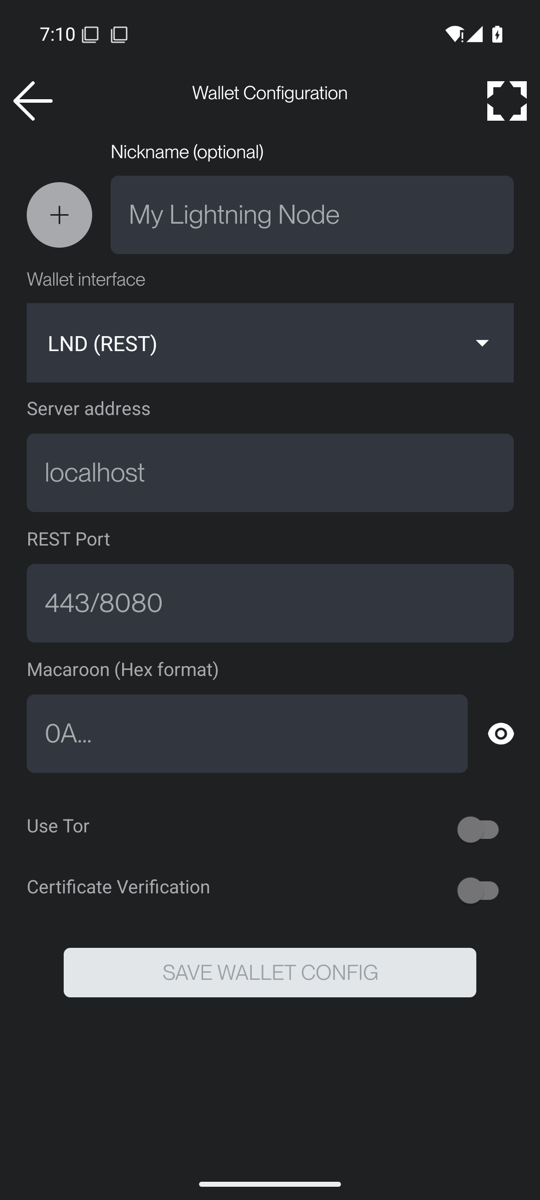 7:10
Wallet Configuration
Nickname (optional)
My Lightning Node
Wallet interface
LND (REST)
Server address
localhost
REST Port
443/8080
Macaroon (Hex format)
0A...
Use Tor
Certificate Verification
SAVE WALLET CONFIG